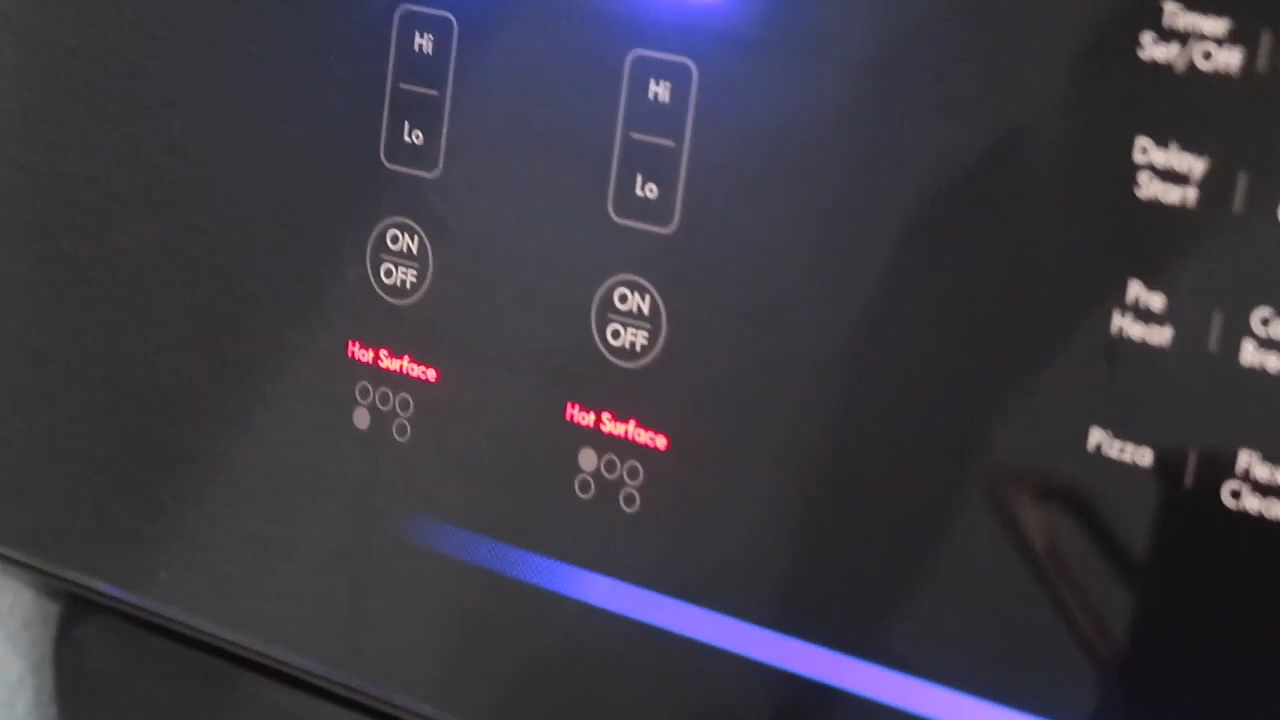 Hi
Lo
ON
OFF
Hot Surface
Hi
Lo
ON
OFF
Hot Surface
Timer
Set/Off
Delay
Start
Pre
Heat
Pizza